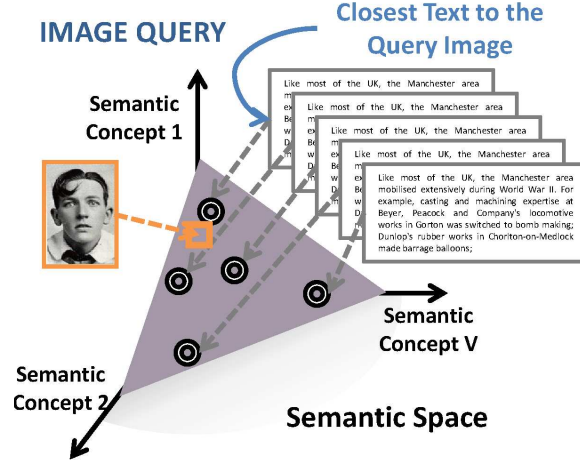 IMAGE QUERY
Closest Text to the
Query Image
Semantic
Concept 1
Like most of the UK, the Manchester area
Like most of the UK, the Manchester area
Like most of the UK, the Manchester area
Like most of the UK, the Manchester area
Like most of the UK, the Manchester area
mobilised extensively during World War II. For
example, casting and machining expertise at
Beyer, Peacock and Company's locomotive
works in Gorton was switched to bomb making;
Dunlop's rubber works in Chorlton-on-Medlock
made barrage balloons;
Semantic
Concept V
Semantic
Concept 2
Semantic Space